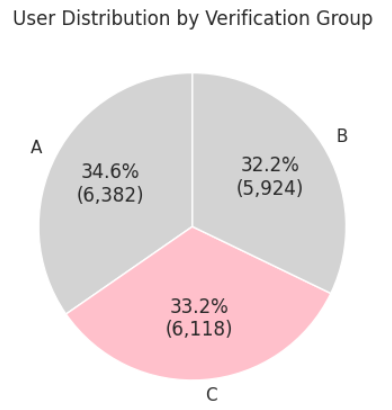 User Distribution by Verification Group
A
34.6%
(6,382)
B
32.2%
(5,924)
33.2%
(6,118)
C